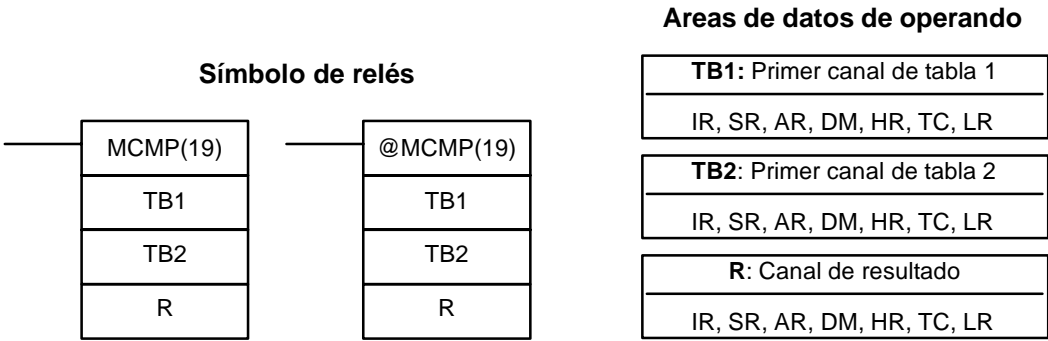 Símbolo de relés
MCMP(19)
TB1
TB2
R
@MCMP(19)
TB1
TB2
R
Areas de datos de operando
TB1: Primer canal de tabla 1
IR, SR, AR, DM, HR, TC, LR
TB2: Primer canal de tabla 2
IR, SR, AR, DM, HR, TC, LR
R: Canal de resultado
IR, SR, AR, DM, HR, TC, LR